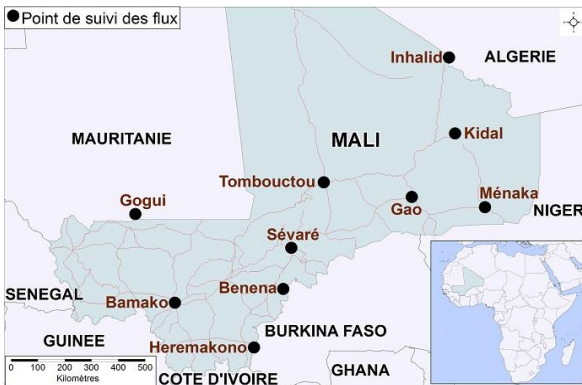 Point de suivi des flux
Inhalid
ALGERIE
MAURITANIE
MALI
Kidal
Tombouctou
Gogui
Gao
Ménaka
NIGER
Sévaré
SENEGAL
Bamako
Benena
BURKINA FASO
GUINEE
Heremakono
GHANA
0 100 200 300 400 500
Kilomètres
COTE D'IVOIRE